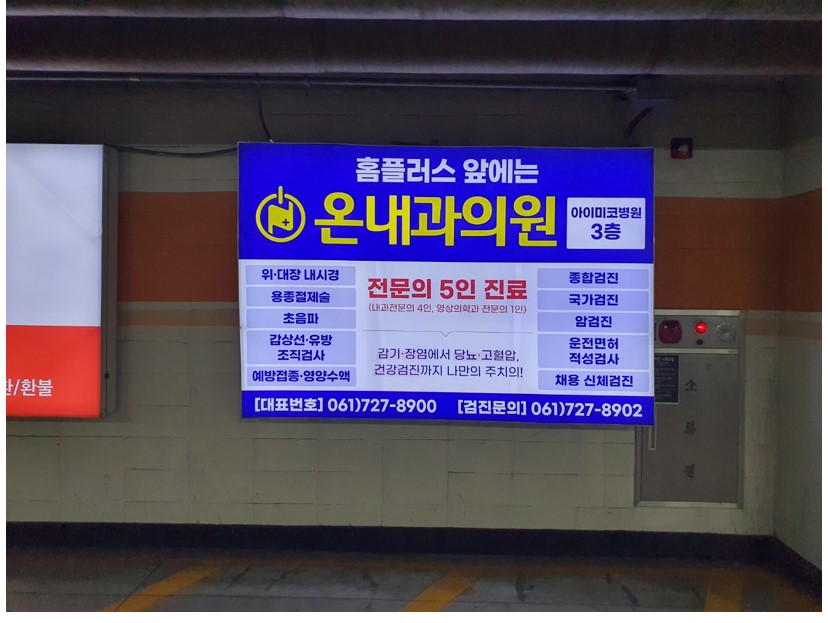 홈플러스 앞에는
온내과의원
아이미코병원
3층
위·대장 내시경
용종절제술
초음파
갑상선·유방
조직검사
예방접종·영양수액
전문의 5인 진료
(내과전문의 4인, 영상의학과 전문의 1인)
감기·장염에서 당뇨·고혈압,
건강검진까지 나만의 주치의!
종합검진
국가검진
암검진
운전면허
적성검사
채용 신체검진
[대표번호] 061)727-8900 [검진문의] 061)727-8902
/환불
소화전